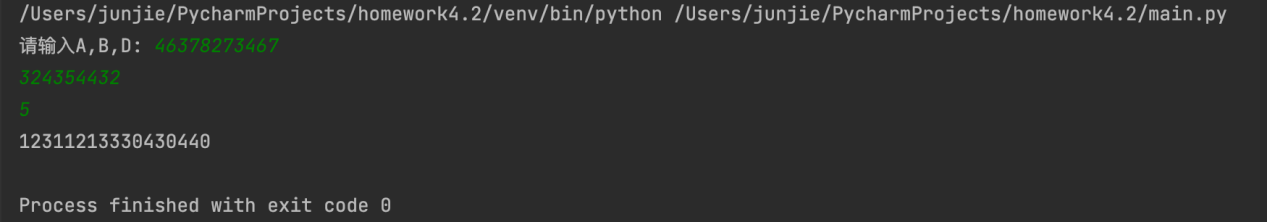 /Users/junjie/PycharmProjects/homework4.2/venv/bin/python /Users/junjie/PycharmProjects/homework4.2/main.py
请输入A,B,D: 46378273467
324354432
5
12311213330430440
Process finished with exit code 0